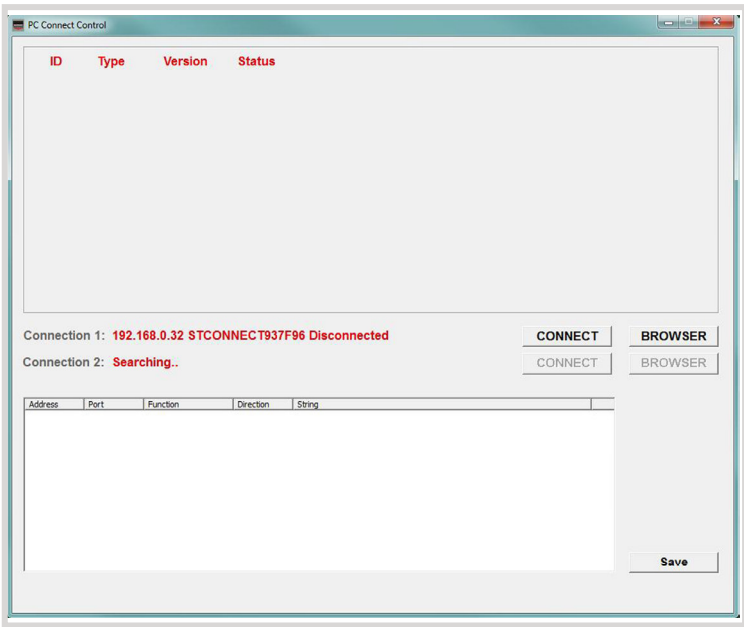 PC Connect Control
ID Type Version Status
Connection 1: 192.168.0.32 STCONNECT937F96 Disconnected CONNECT BROWSER
Connection 2: Searching.. CONNECT BROWSER
Address Port Function Direction String
Save